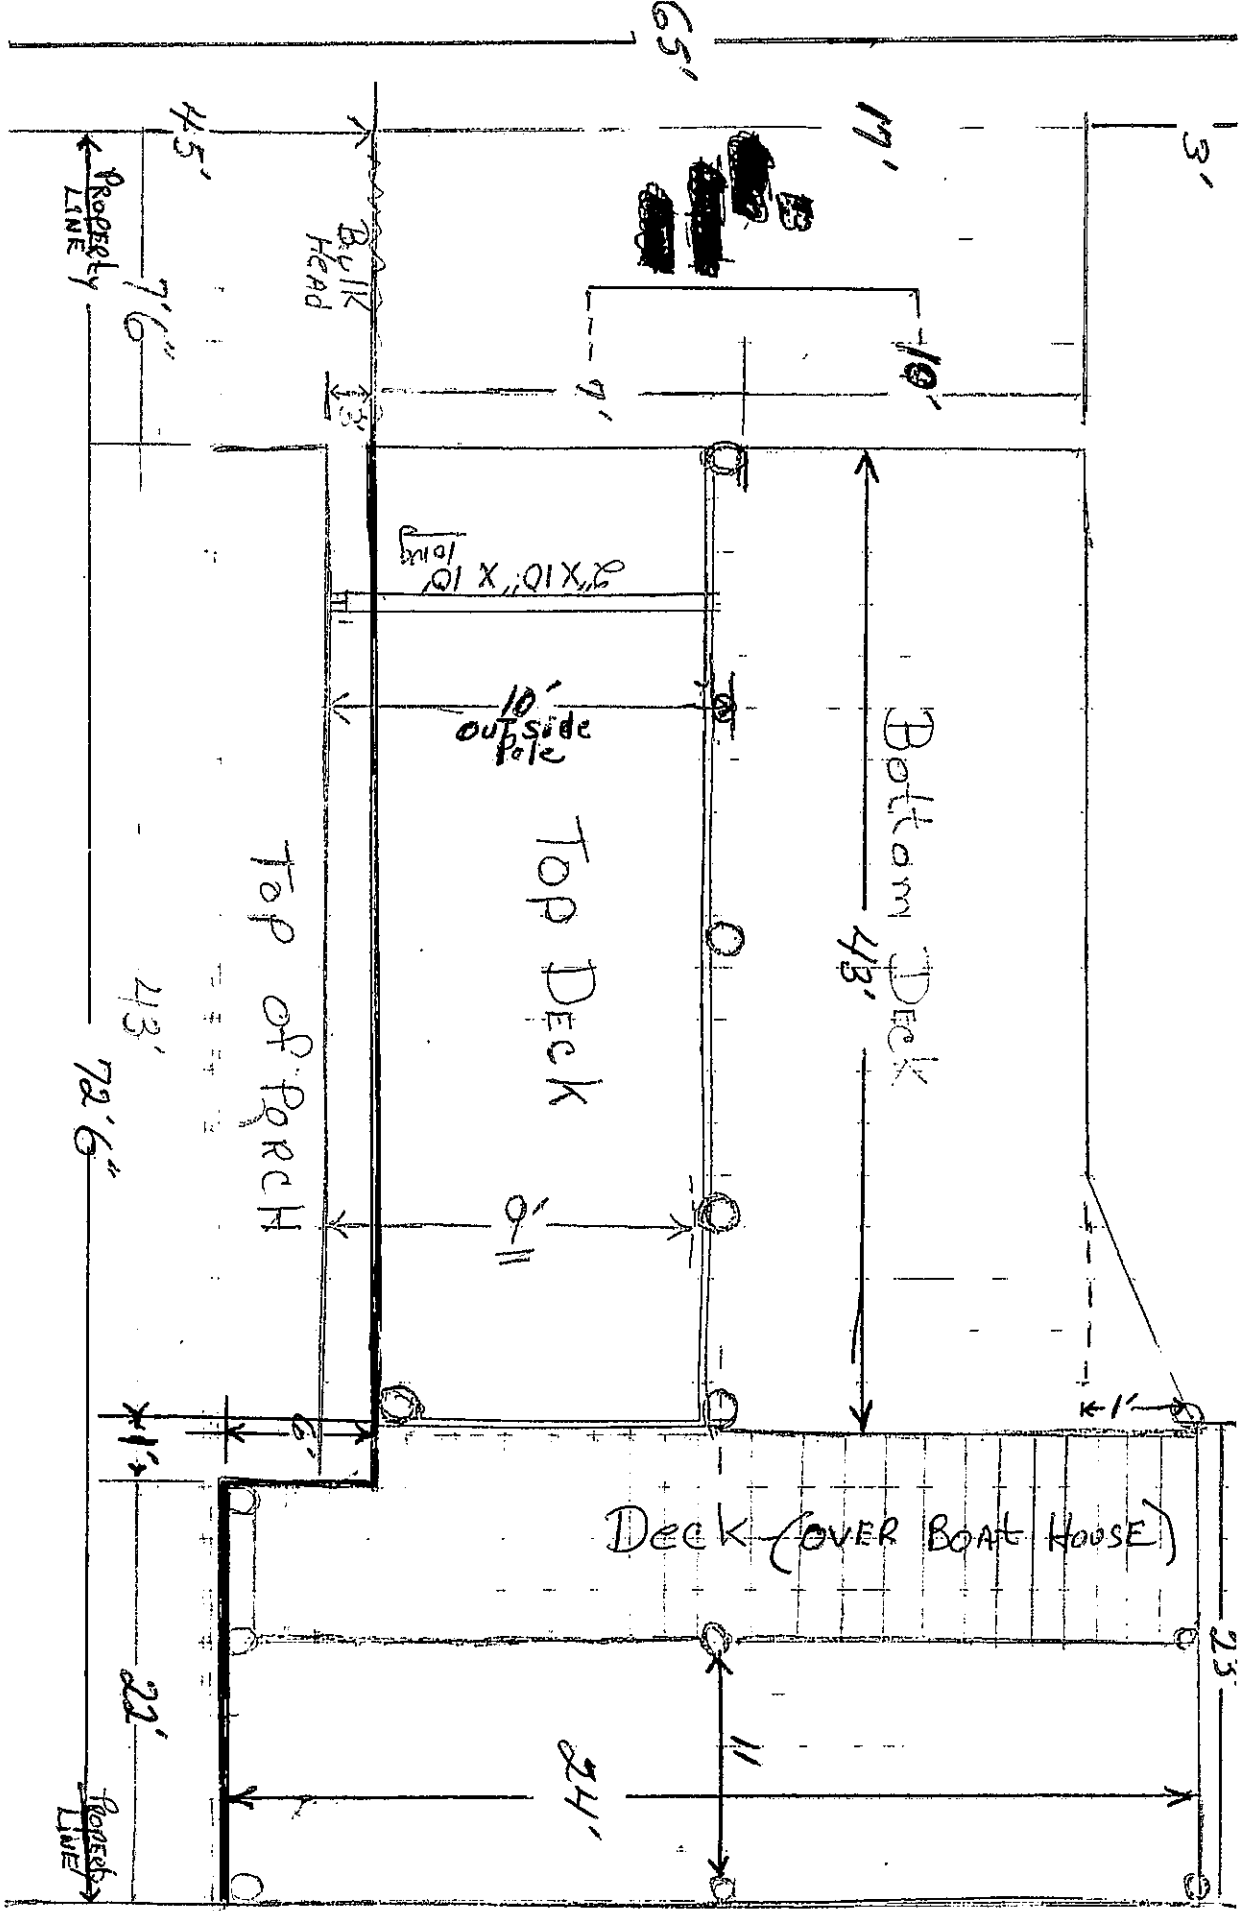 65'
17'
3'
45'
PROPERTY
LINE
7'6"
Bulk
Head
3'
10'
7'
2"X10" X 10'
long
10'
outside
Pole
Bottom Deck
43'
Top Deck
Top of PORCH
43'
72'6"
1'
6'
1'
Deck (OVER BOAT HOUSE)
11
24'
22'
PROPERTY
LINE